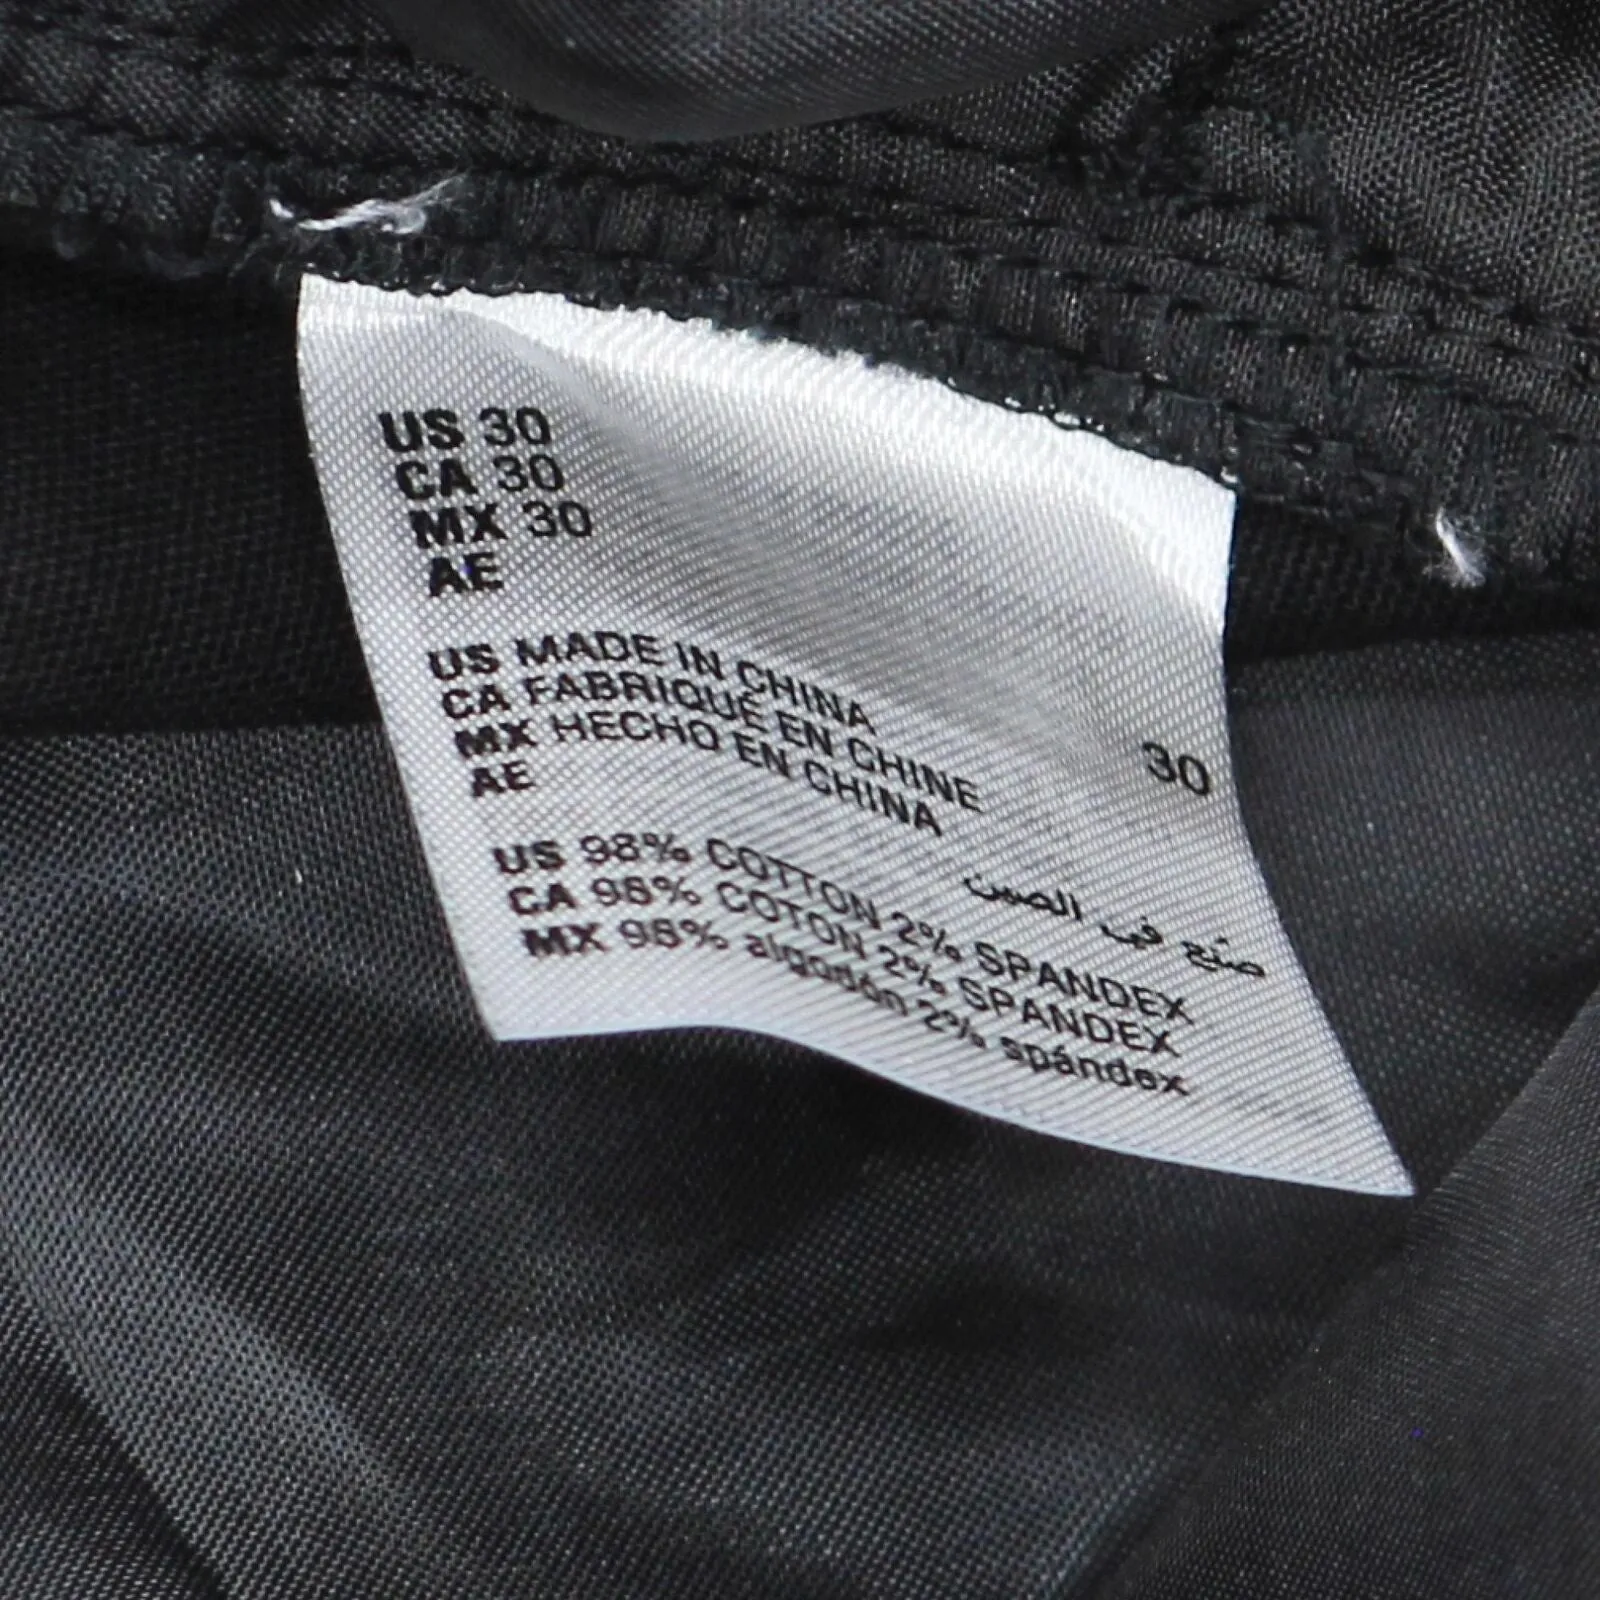 US 30
CA 30
MX 30
AE 30
US MADE IN CHINA
CA FABRIQUÉ EN CHINE
MX HECHO EN CHINA
AE صنع في الصين
US 98% COTTON 2% SPANDEX
CA 98% COTON 2% SPANDEX
MX 98% algodón 2% spándex